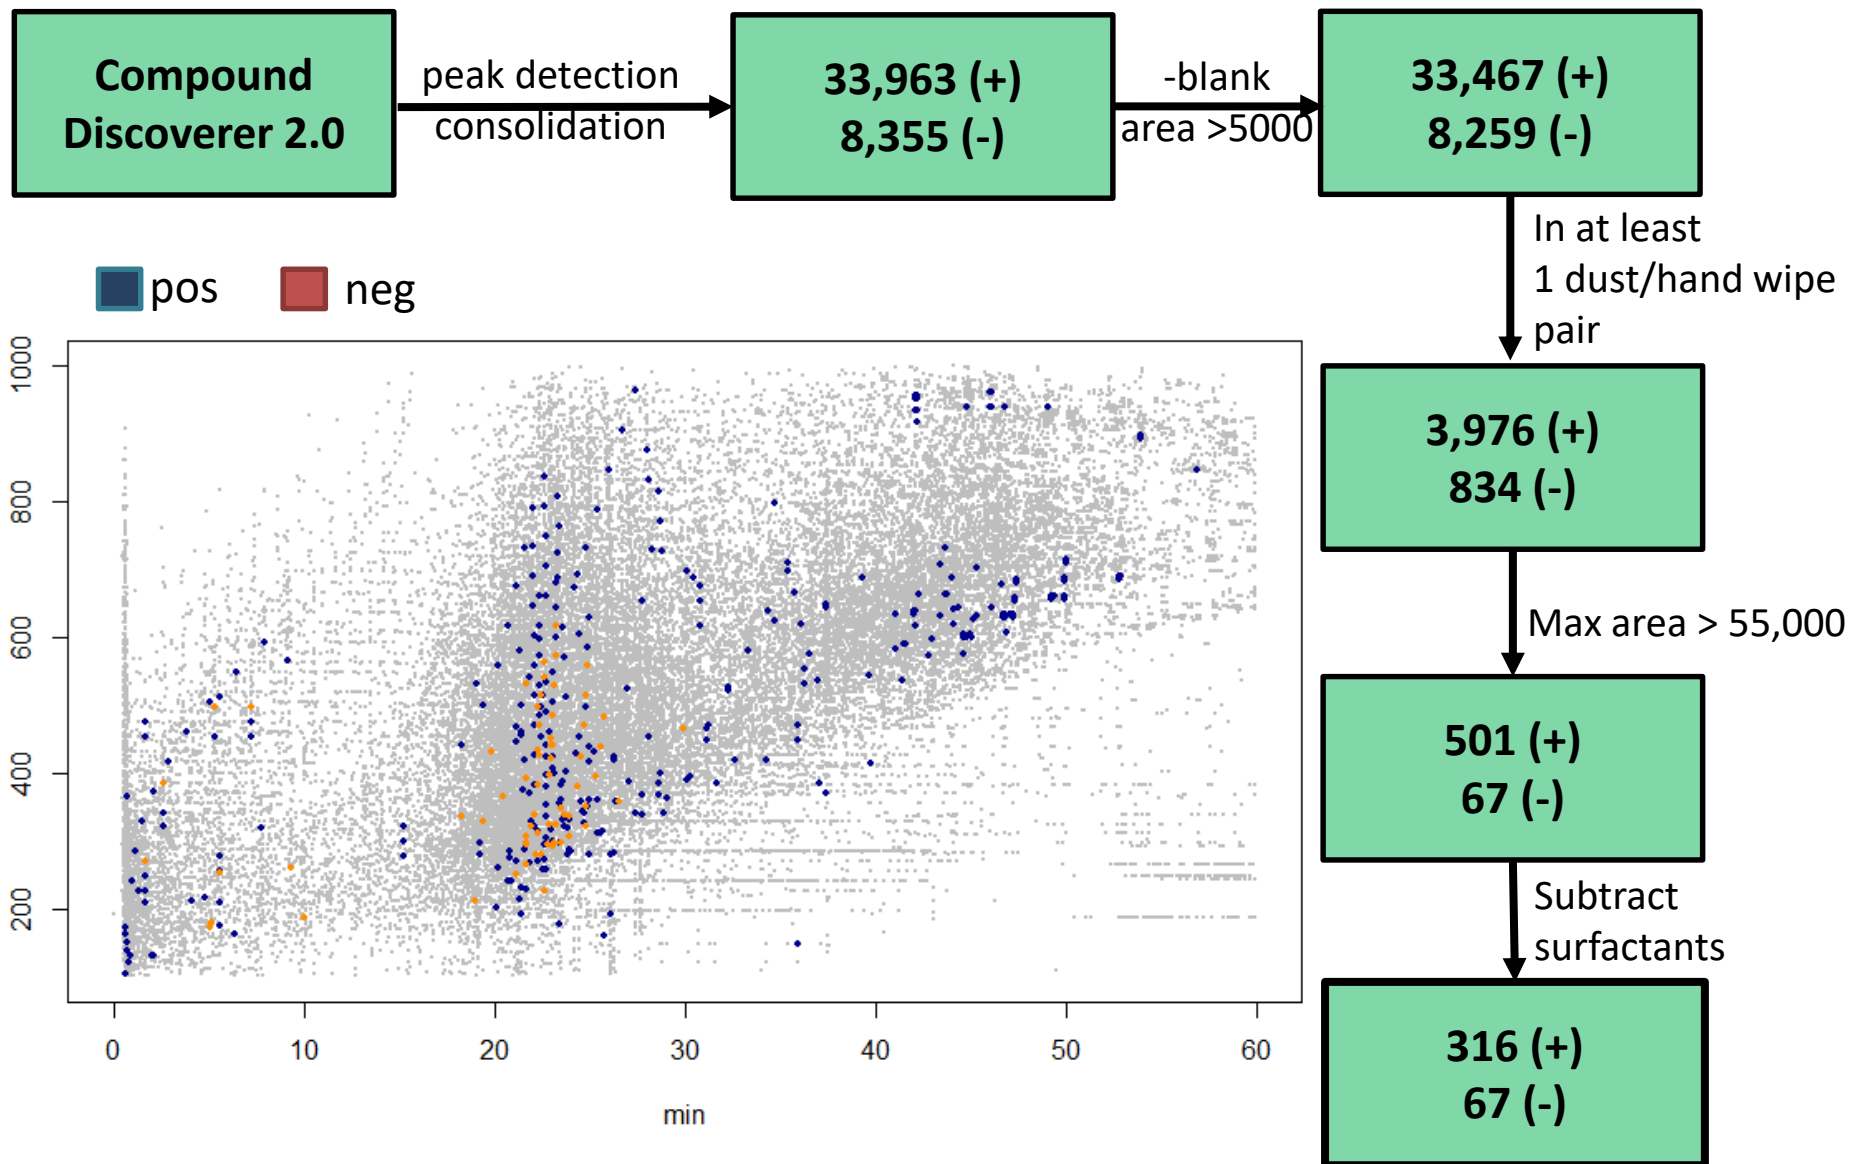 Compound
Discoverer 2.0
peak detection
consolidation
33,963 (+)
8,355 (-)
-blank
area >5000
33,467 (+)
8,259 (-)
In at least
1 dust/hand wipe
pair
3,976 (+)
834 (-)
Max area > 55,000
501 (+)
67 (-)
Subtract
surfactants
316 (+)
67 (-)
pos
neg
1000
800
600
400
200
0
10
20
30
40
50
60
min